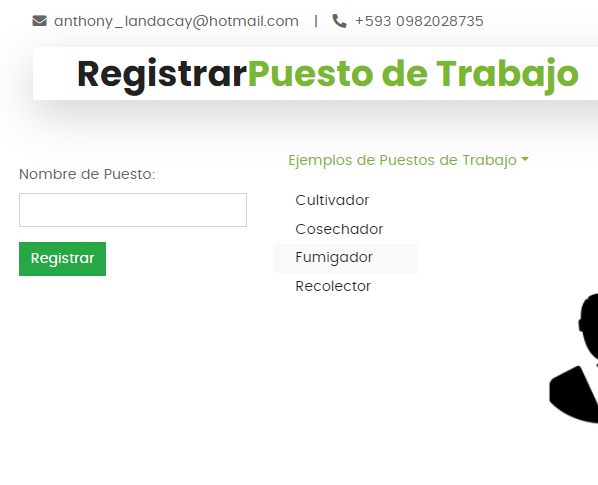 anthony_landacay@hotmail.com | +593 0982028735
RegistrarPuesto de Trabajo
Ejemplos de Puestos de Trabajo
Nombre de Puesto:
Cultivador
Cosechador
Registrar
Fumigador
Recolector